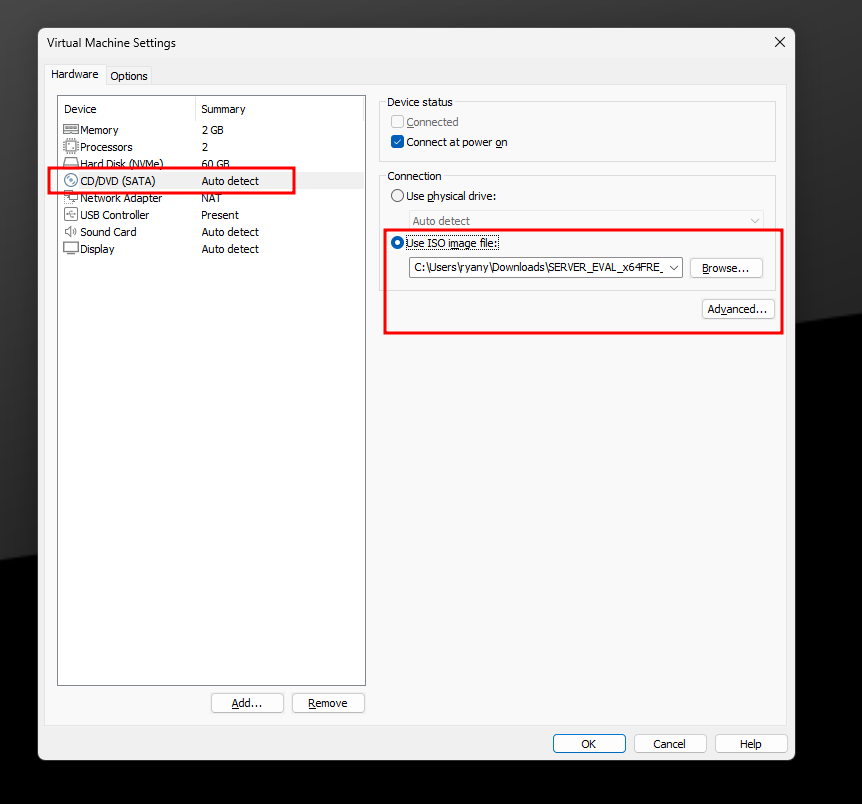 Virtual Machine Settings
Hardware Options
Device Summary
Memory 2 GB
Processors 2
Hard Disk (NVMe) 60 GB
CD/DVD (SATA) Auto detect
Network Adapter NAT
USB Controller Present
Sound Card Auto detect
Display Auto detect
Add... Remove
Device status
Connected
Connect at power on
Connection
Use physical drive:
Auto detect
Use ISO image file:
C:\Users\ryany\Downloads\SERVER_EVAL_x64FRE_ Browse...
Advanced...
OK Cancel Help